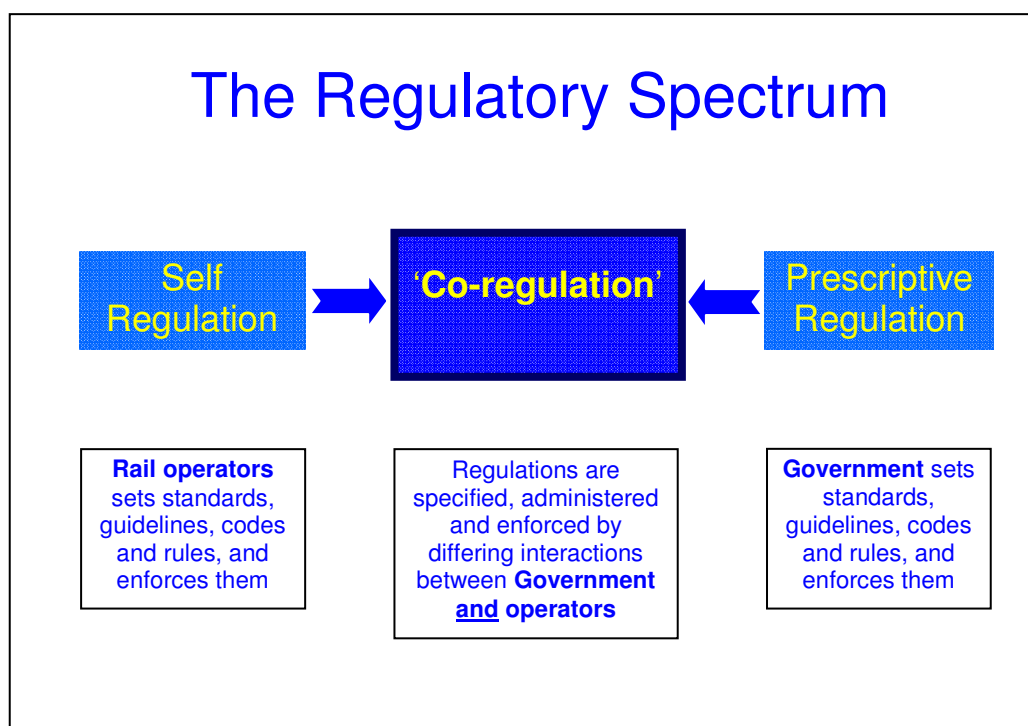 The Regulatory Spectrum
Self
Regulation
‘Co-regulation’
Prescriptive
Regulation
Rail operators
sets standards,
guidelines, codes
and rules, and
enforces them
Regulations are
specified, administered
and enforced by
differing interactions
between Government
and operators
Government sets
standards,
guidelines, codes
and rules, and
enforces them